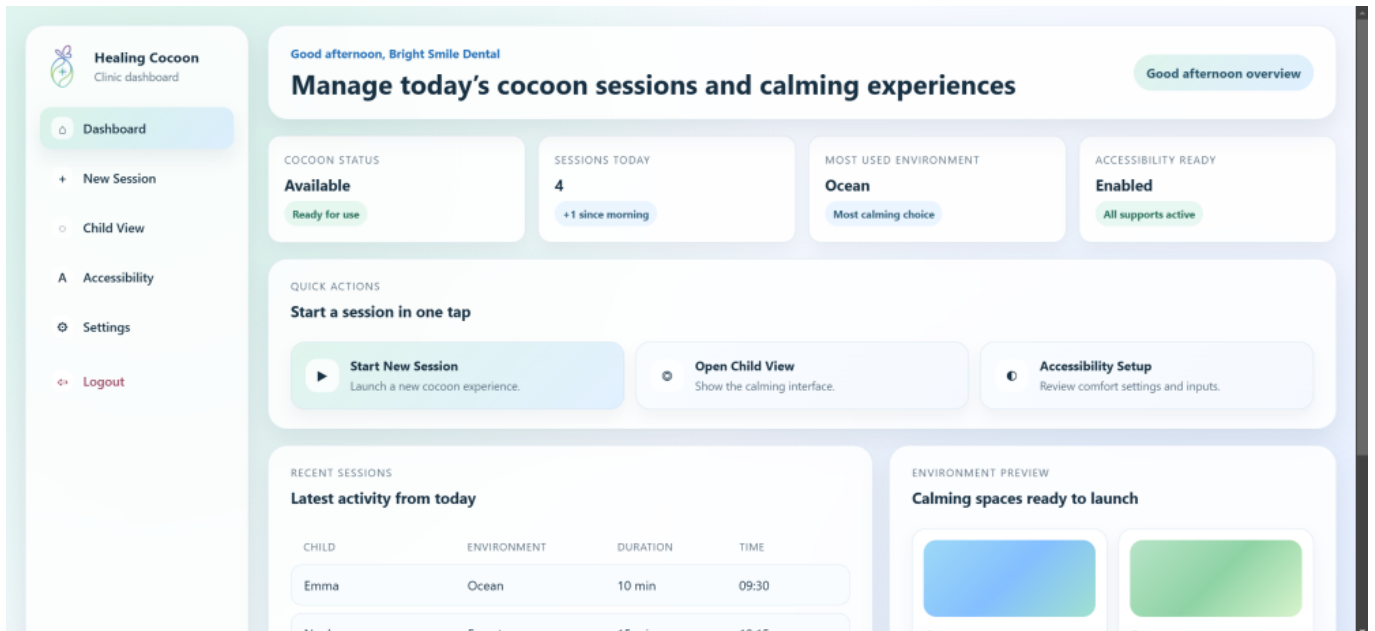 Healing Cocoon
Clinic dashboard
Dashboard
+ New Session
Child View
A Accessibility
Settings
Logout
Good afternoon, Bright Smile Dental
Manage today’s cocoon sessions and calming experiences
Good afternoon overview
COCOON STATUS
Available
Ready for use
SESSIONS TODAY
4
+1 since morning
MOST USED ENVIRONMENT
Ocean
Most calming choice
ACCESSIBILITY READY
Enabled
All supports active
QUICK ACTIONS
Start a session in one tap
Start New Session
Launch a new cocoon experience.
Open Child View
Show the calming interface.
Accessibility Setup
Review comfort settings and inputs.
RECENT SESSIONS
Latest activity from today
CHILD ENVIRONMENT DURATION TIME
Emma Ocean 10 min 09:30
ENVIRONMENT PREVIEW
Calming spaces ready to launch